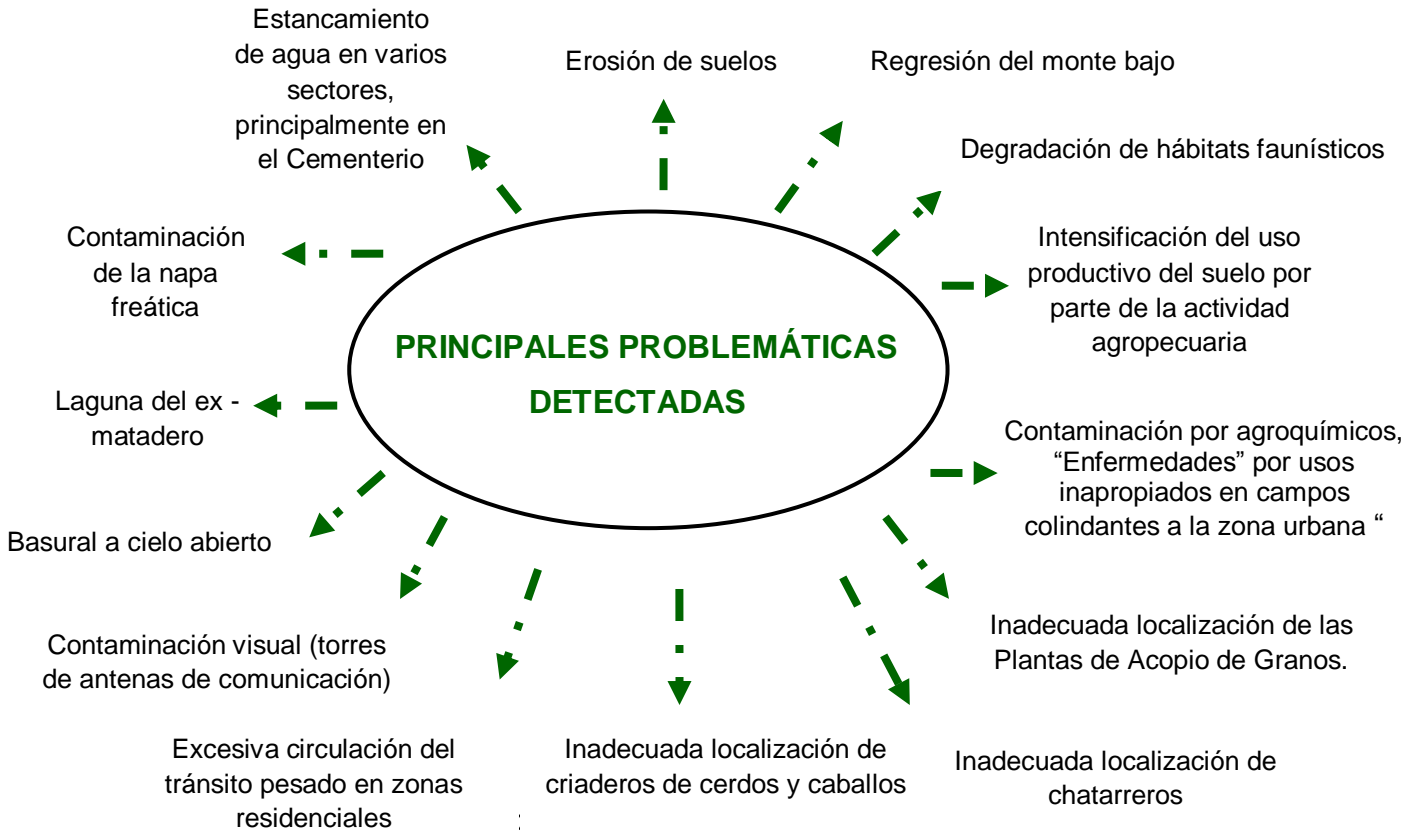 PRINCIPALES PROBLEMÁTICAS
DETECTADAS
Estancamiento
de agua en varios
sectores,
principalmente en
el Cementerio
Erosión de suelos
Regresión del monte bajo
Degradación de hábitats faunísticos
Intensificación del uso
productivo del suelo por
parte de la actividad
agropecuaria
Contaminación por agroquímicos,
“Enfermedades” por usos
inapropiados en campos
colindantes a la zona urbana “
Inadecuada localización de las
Plantas de Acopio de Granos.
Inadecuada localización de
chatarreros
Inadecuada localización de
criaderos de cerdos y caballos
Excesiva circulación del
tránsito pesado en zonas
residenciales
:
Contaminación visual (torres
de antenas de comunicación)
Basural a cielo abierto
Laguna del ex -
matadero
Contaminación
de la napa
freática